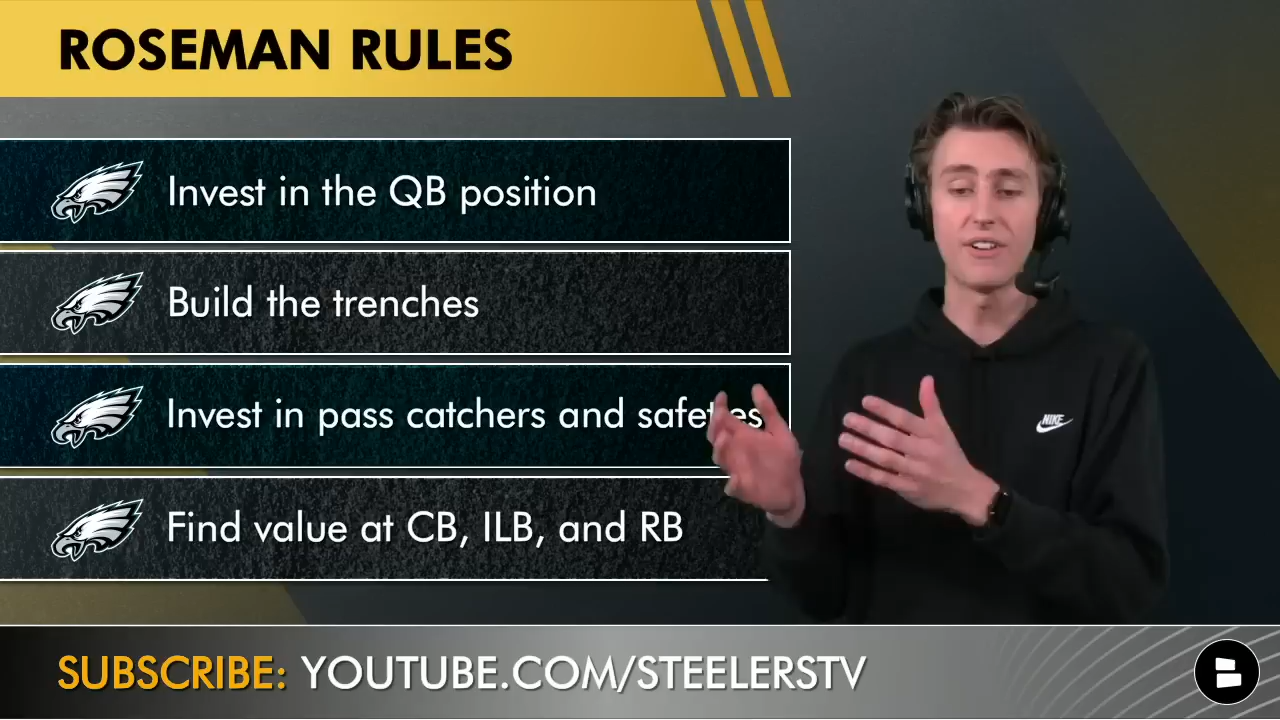 ROSEMAN RULES
Invest in the QB position
Build the trenches
Invest in pass catchers and safeties
Find value at CB, ILB, and RB
NIKE
SUBSCRIBE: YOUTUBE.COM/STEELERSTV